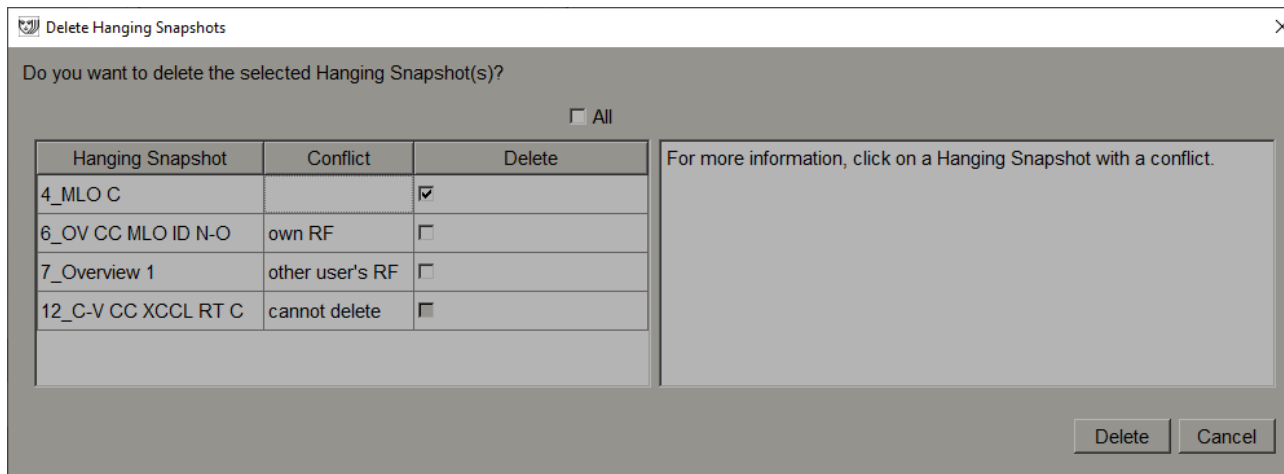 Delete Hanging Snapshots
Do you want to delete the selected Hanging Snapshot(s)?
All
Hanging Snapshot Conflict Delete
4_MLO C
6_OV CC MLO ID N-O own RF
7_Overview 1 other user's RF
12_C-V CC XCCL RT C cannot delete
For more information, click on a Hanging Snapshot with a conflict.
Delete Cancel